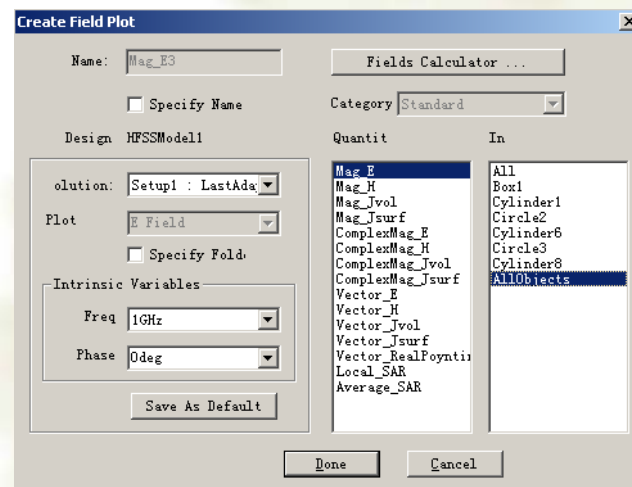 Create Field Plot
Name: Mag_E3
Fields Calculator ...
Specify Name
Category Standard
Design HFSSModel1
Quantit
In
olution: Setup1 : LastAda
Plot E Field
Specify Fold
Intrinsic Variables
Freq 1GHz
Phase 0deg
Save As Default
Mag_E
Mag_H
Mag_Jvol
Mag_Jsurf
ComplexMag_E
ComplexMag_H
ComplexMag_Jvol
ComplexMag_Jsurf
Vector_E
Vector_H
Vector_Jvol
Vector_Jsurf
Vector_RealPoynti
Local_SAR
Average_SAR
All
Box1
Cylinder1
Circle2
Cylinder6
Circle3
Cylinder8
AllObjects
Done
Cancel